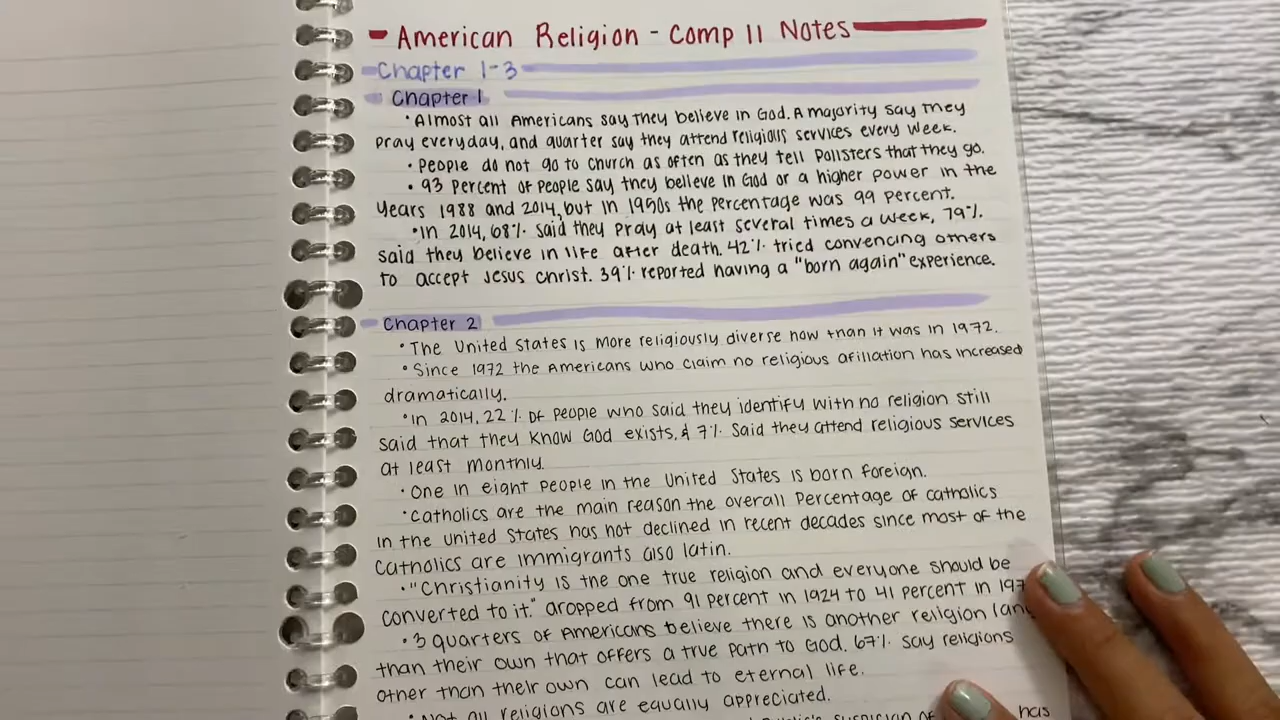 American Religion - Comp II Notes
Chapter 1-3
Chapter 1
• Almost all Americans say they believe in God. A majority say they
pray everyday, and quarter say they attend religious services every week.
• People do not go to church as often as they tell pollsters that they go.
• 93 percent of people say they believe in God or a higher power in the
years 1988 and 2014, but in 1950s the percentage was 99 percent.
• In 2014, 68% said they pray at least several times a week, 79%
said they believe in life after death. 42% tried convencing others
to accept Jesus Christ. 39% reported having a "born again" experience.
Chapter 2
• The United States is more religiously diverse now than it was in 1972.
• Since 1972 the Americans who claim no religious afiliation has increased
dramatically.
• In 2014, 22% of people who said they identify with no religion still
said that they know God exists, & 7% said they attend religious services
at least monthly.
• One in eight people in the United States is born foreign.
• Catholics are the main reason the overall percentage of catholics
in the United States has not declined in recent decades since most of the
Catholics are immigrants also latin.
• "Christianity is the one true religion and everyone should be
converted to it." dropped from 91 percent in 1924 to 41 percent in 197
• 3 quarters of Americans believe there is another religion
than their own that offers a true path to God. 67% say religions
other than their own can lead to eternal life.
• Not all religions are equally appreciated.
suspicion of has